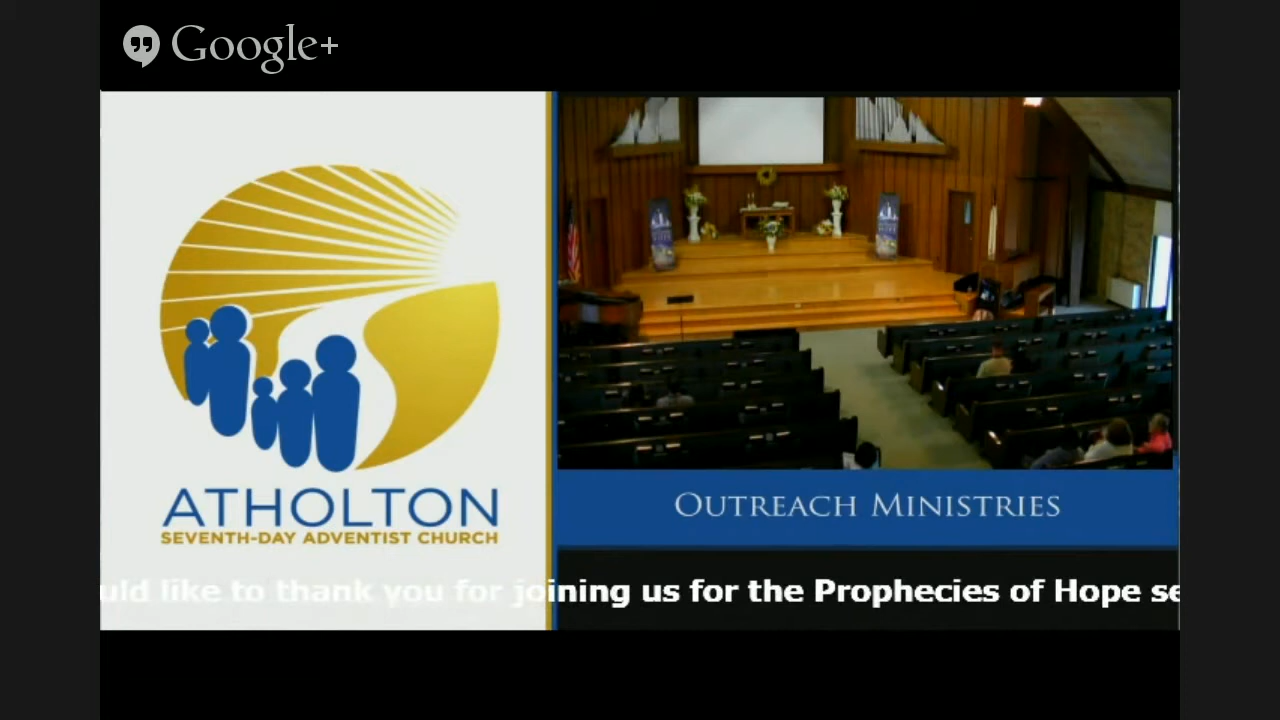 Google+
ATHOLTON
SEVENTH-DAY ADVENTIST CHURCH
OUTREACH MINISTRIES
uld like to thank you for joining us for the Prophecies of Hope se